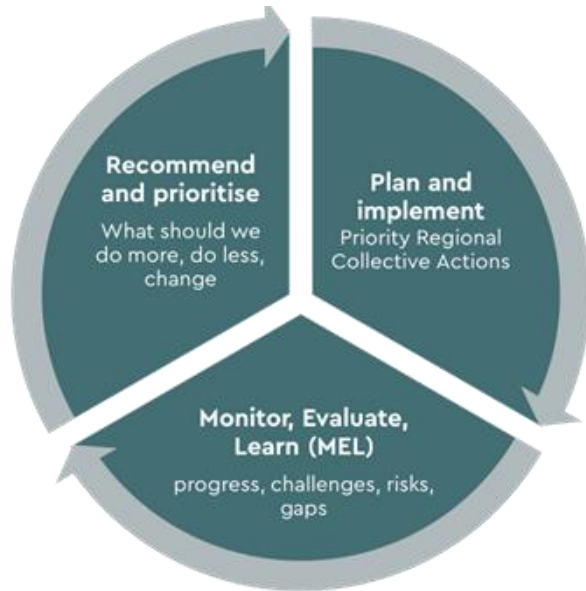 Recommend
and prioritise
What should we
do more, do less,
change
Plan and
implement
Priority Regional
Collective Actions
Monitor, Evaluate,
Learn (MEL)
progress, challenges, risks,
gaps